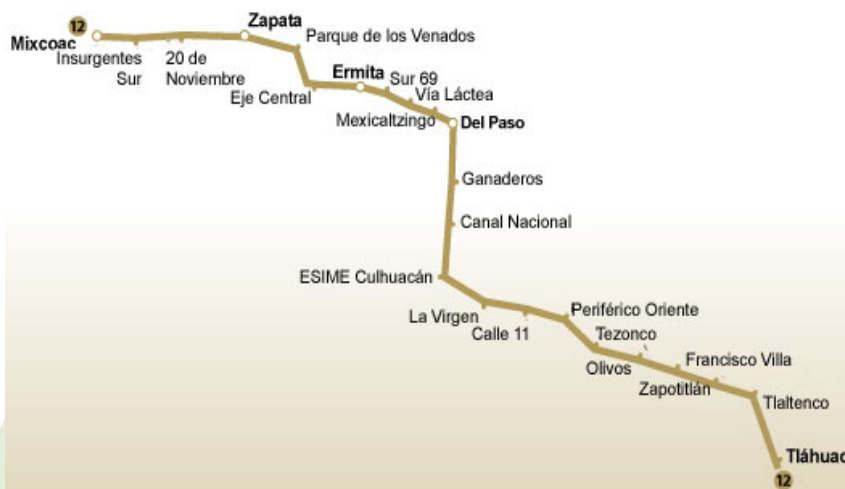 12
Mixcoac
Insurgentes
Sur
20 de
Noviembre
Zapata
Parque de los Venados
Eje Central
Ermita
Sur 69
Vía Láctea
Mexicaltzingo
Del Paso
Ganaderos
Canal Nacional
ESIME Culhuacán
La Virgen
Calle 11
Periférico Oriente
Tezonco
Olivos
Francisco Villa
Zapotitlán
Tlaltenco
Tláhuac
12